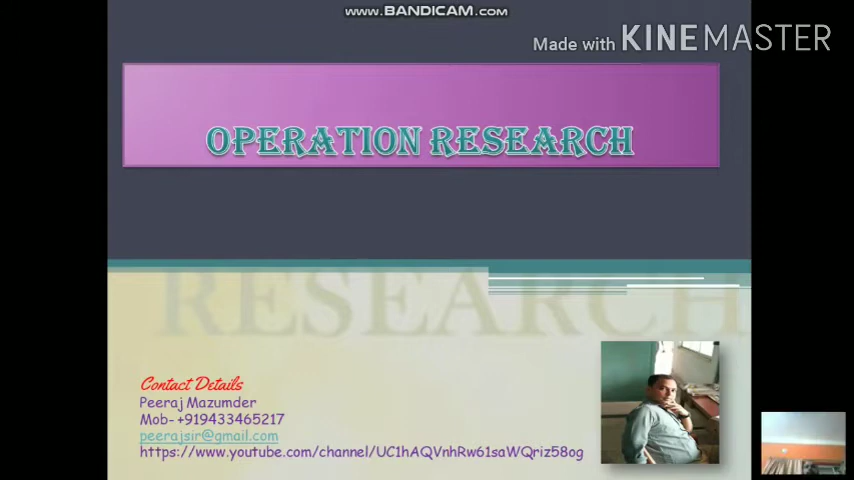 WWW.BANDICAM.COM
Made with KINEMASTER
OPERATION RESEARCH
RESEARCH
Contact Details
Peeraj Mazumder
Mob- +919433465217
peerajsir@gmail.com
https://www.youtube.com/channel/UC1hAQVnhRw61saWQriz58og